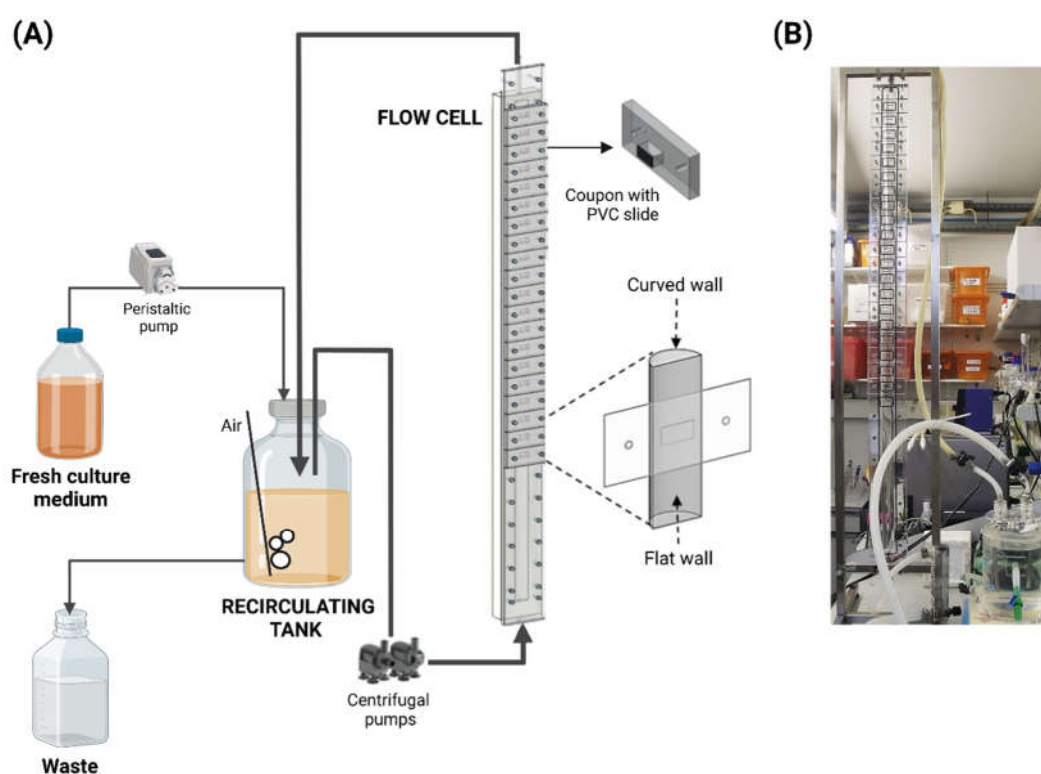 (A)
(B)
FLOW CELL
Coupon with
PVC slide
Peristaltic
pump
Curved wall
Air
Fresh culture
medium
Flat wall
RECIRCULATING
TANK
Centrifugal
pumps
Waste